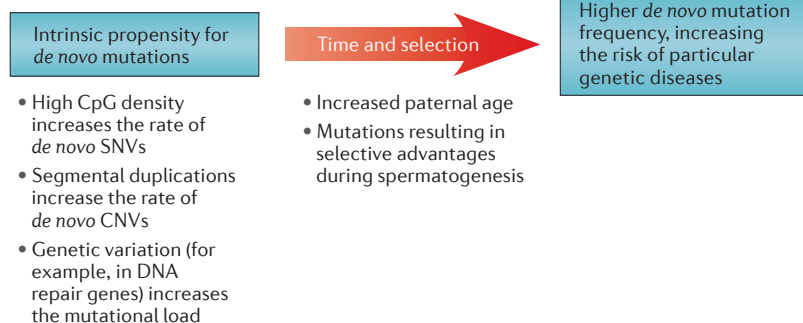 Intrinsic propensity for
de novo mutations
Time and selection
Higher de novo mutation
frequency, increasing
the risk of particular
genetic diseases
• High CpG density
increases the rate of
de novo SNVs
• Segmental duplications
increase the rate of
de novo CNVs
• Genetic variation (for
example, in DNA
repair genes) increases
the mutational load
• Increased paternal age
• Mutations resulting in
selective advantages
during spermatogenesis